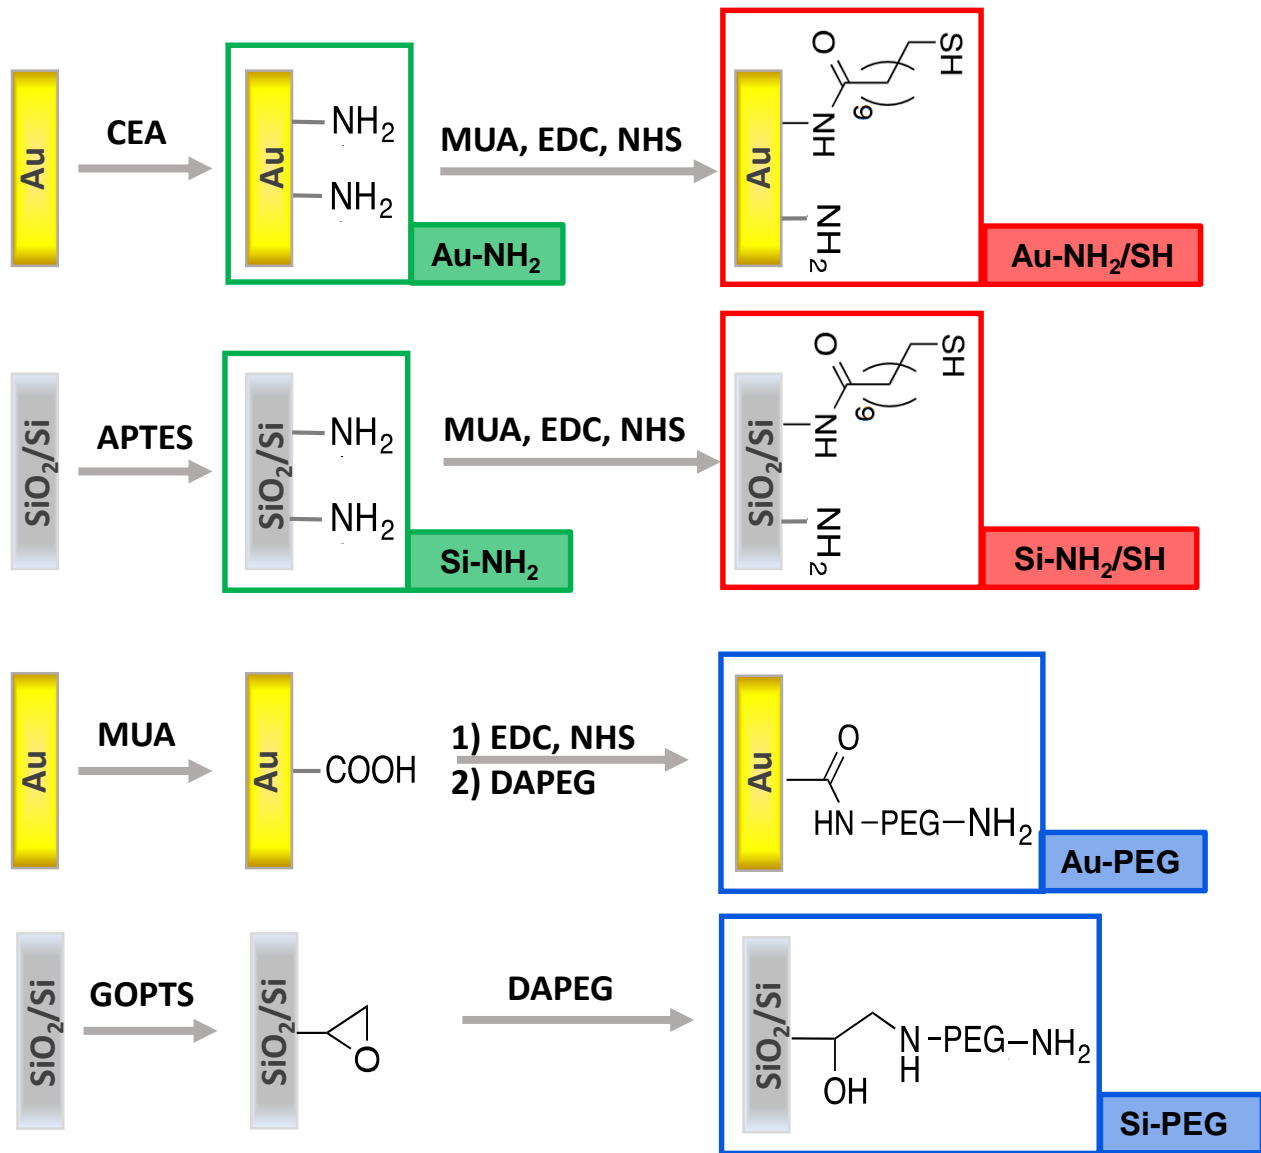 Au
CEA
Au
NH2
NH2
Au-NH2
MUA, EDC, NHS
Au
O
SH
9
NH
NH2
Au-NH2/SH
SiO2/Si
APTES
SiO2/Si
NH2
NH2
Si-NH2
MUA, EDC, NHS
SiO2/Si
O
SH
9
NH
NH2
Si-NH2/SH
Au
MUA
Au
COOH
1) EDC, NHS
2) DAPEG
Au
O
HN-PEG-NH2
Au-PEG
SiO2/Si
GOPTS
SiO2/Si
O
DAPEG
SiO2/Si
OH
N-PEG-NH2
H
Si-PEG